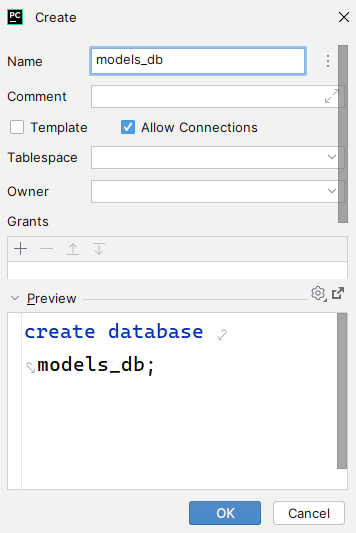 PC Create
Name models_db
Comment
Template Allow Connections
Tablespace
Owner
Grants
Preview
create database
models_db;
OK Cancel